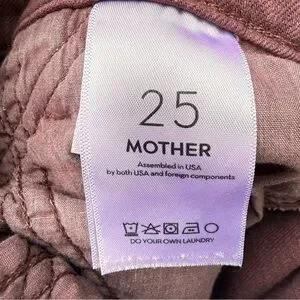 25
MOTHER
Assembled in USA
by both USA and foreign components
DO YOUR OWN LAUNDRY